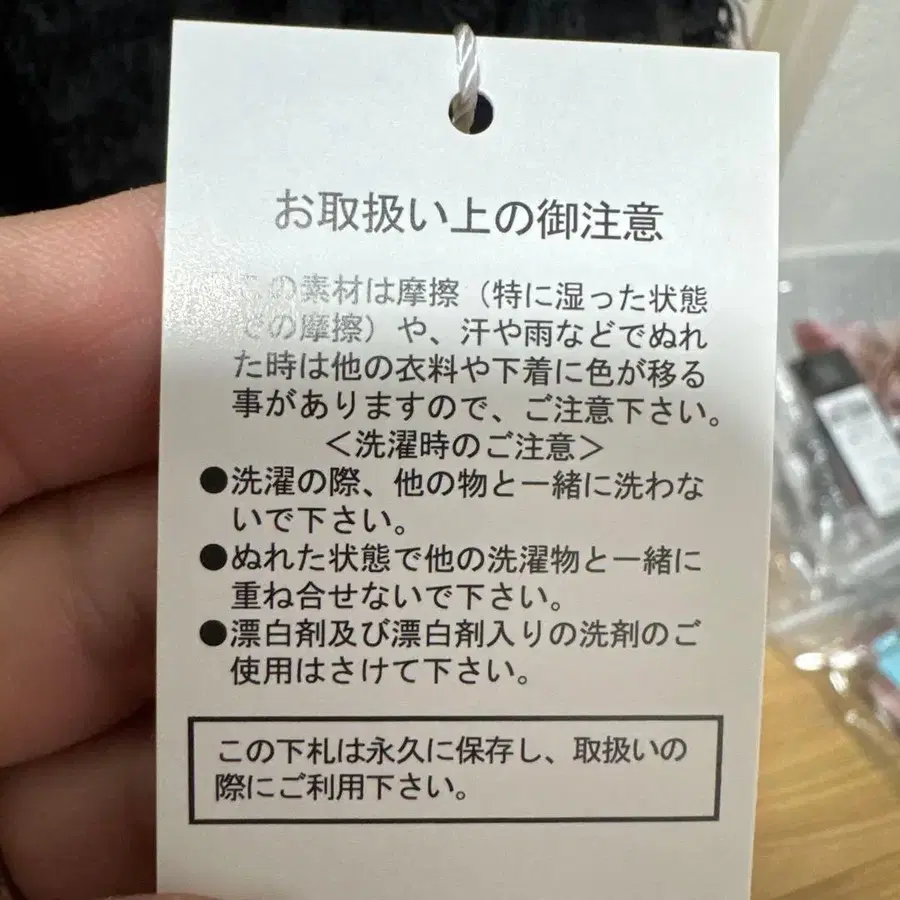 お取扱い上の御注意
この素材は摩擦（特に湿った状態
での摩擦）や、汗や雨などでぬれ
た時は他の衣料や下着に色が移る
事がありますので、ご注意下さい。
＜洗濯時のご注意＞
●洗濯の際、他の物と一緒に洗わな
いで下さい。
●ぬれた状態で他の洗濯物と一緒に
重ね合せないで下さい。
●漂白剤及び漂白剤入りの洗剤のご
使用はさけて下さい。
この下札は永久に保存し、取扱いの
際にご利用下さい。